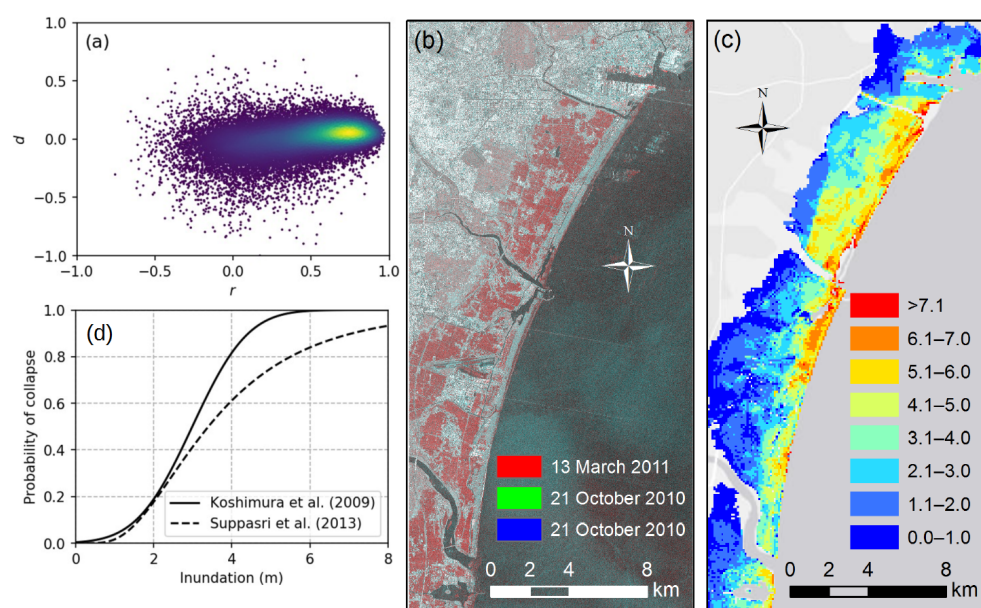 (a)
1.0
0.5
0.0
−0.5
−1.0
d
−1.0 −0.5 0.0 0.5 1.0
r
(b)
N
13 March 2011
21 October 2010
21 October 2010
0 2 4 8
km
(c)
N
>7.1
6.1–7.0
5.1–6.0
4.1–5.0
3.1–4.0
2.1–3.0
1.1–2.0
0.0–1.0
0 2 4 8
km
(d)
1.0
0.8
0.6
0.4
0.2
0.0
Probability of collapse
Koshimura et al. (2009)
Suppasri et al. (2013)
0 2 4 6 8
Inundation (m)